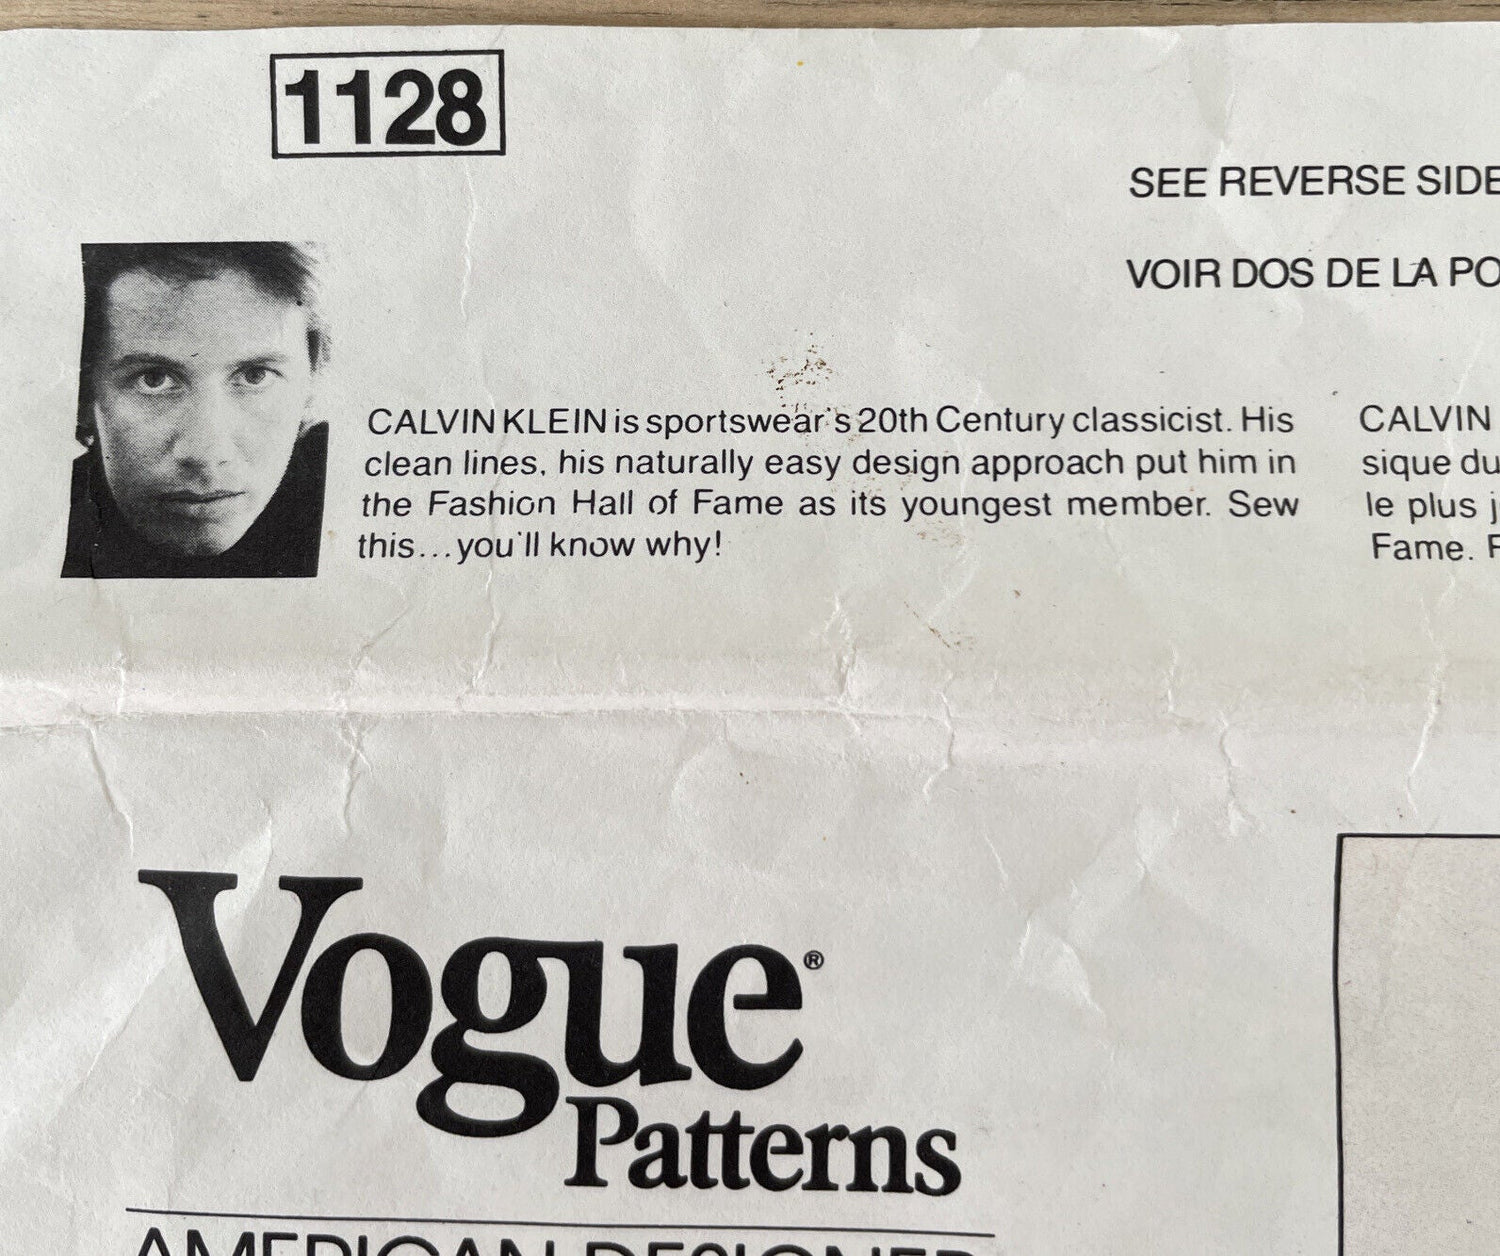 1128
SEE REVERSE SIDE
VOIR DOS DE LA PO
CALVIN KLEIN is sportswear's 20th Century classicist. His
clean lines, his naturally easy design approach put him in
the Fashion Hall of Fame as its youngest member. Sew
this...you'll know why!
CALVIN
sique du
le plus j
Fame. F
Vogue®
Patterns
AMERICAN DESIGNER